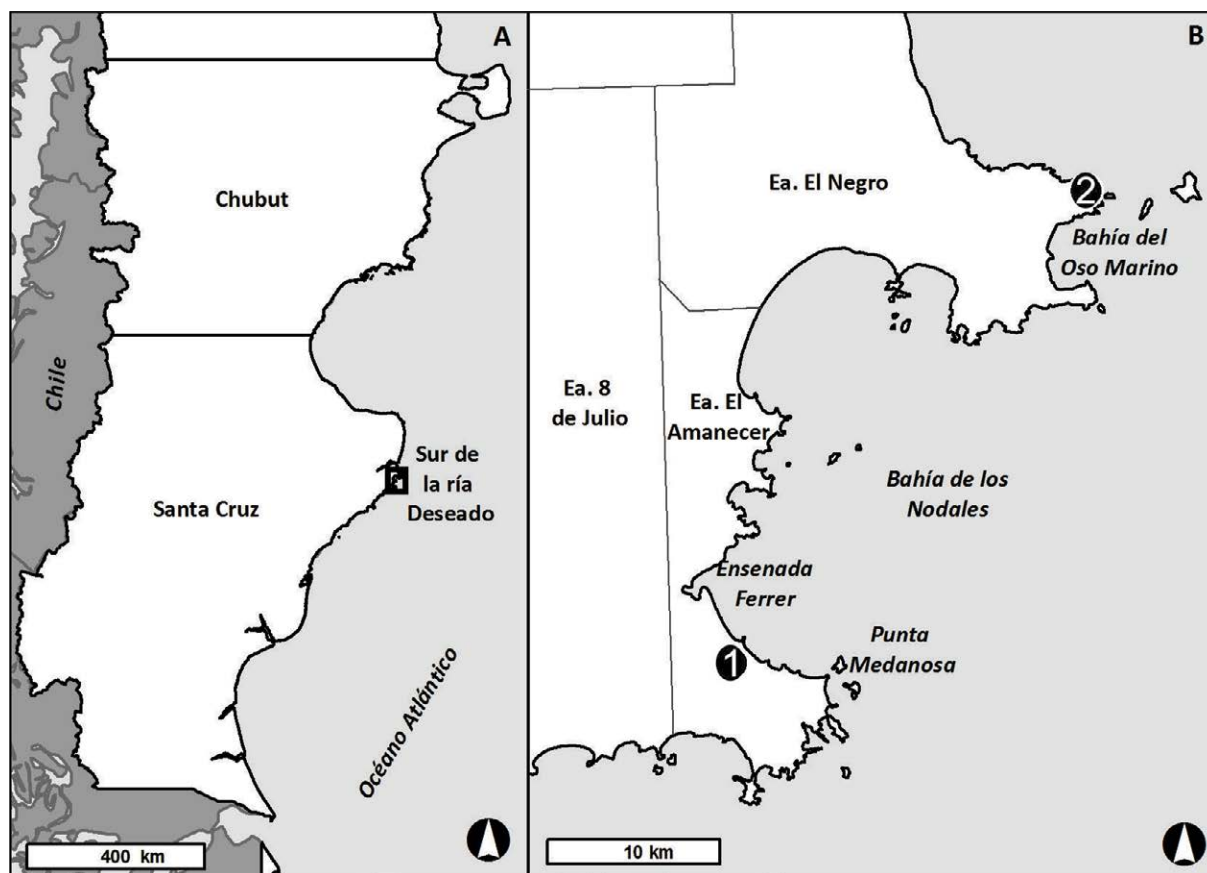 A
Chubut
Chile
Sur de
la ría
Deseado
Santa Cruz
Océano Atlántico
400 km
B
Ea. El Negro
2
Bahía del
Oso Marino
Ea. 8
de Julio
Ea. El
Amanecer
Bahía de los
Nodales
Ensenada
Ferrer
Punta
Medanosa
1
10 km